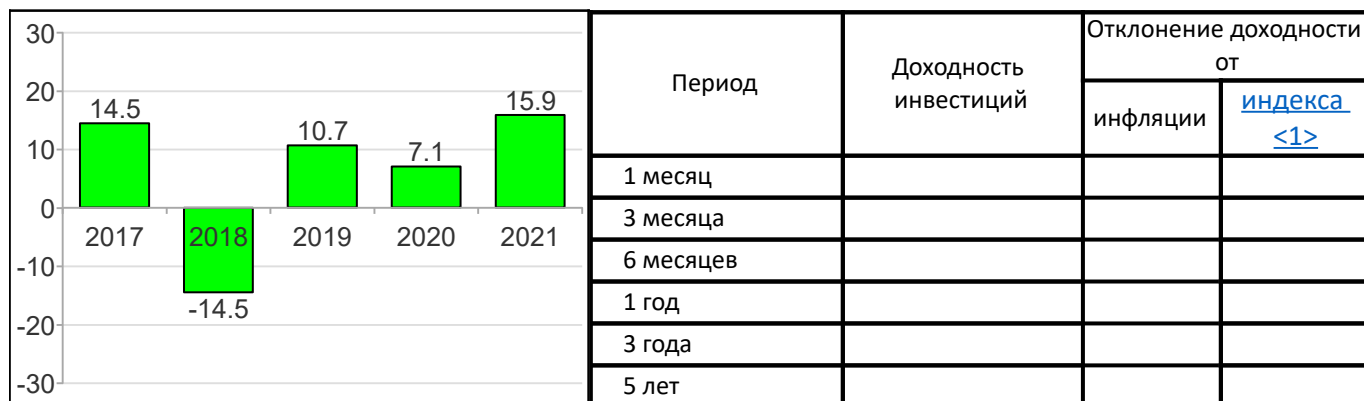 30
20
10
0
-10
-20
-30
14.5
-14.5
10.7
7.1
15.9
2017
2018
2019
2020
2021
Период
Доходность
инвестиций
Отклонение доходности
от
инфляции
индекса
<1>
1 месяц
3 месяца
6 месяцев
1 год
3 года
5 лет